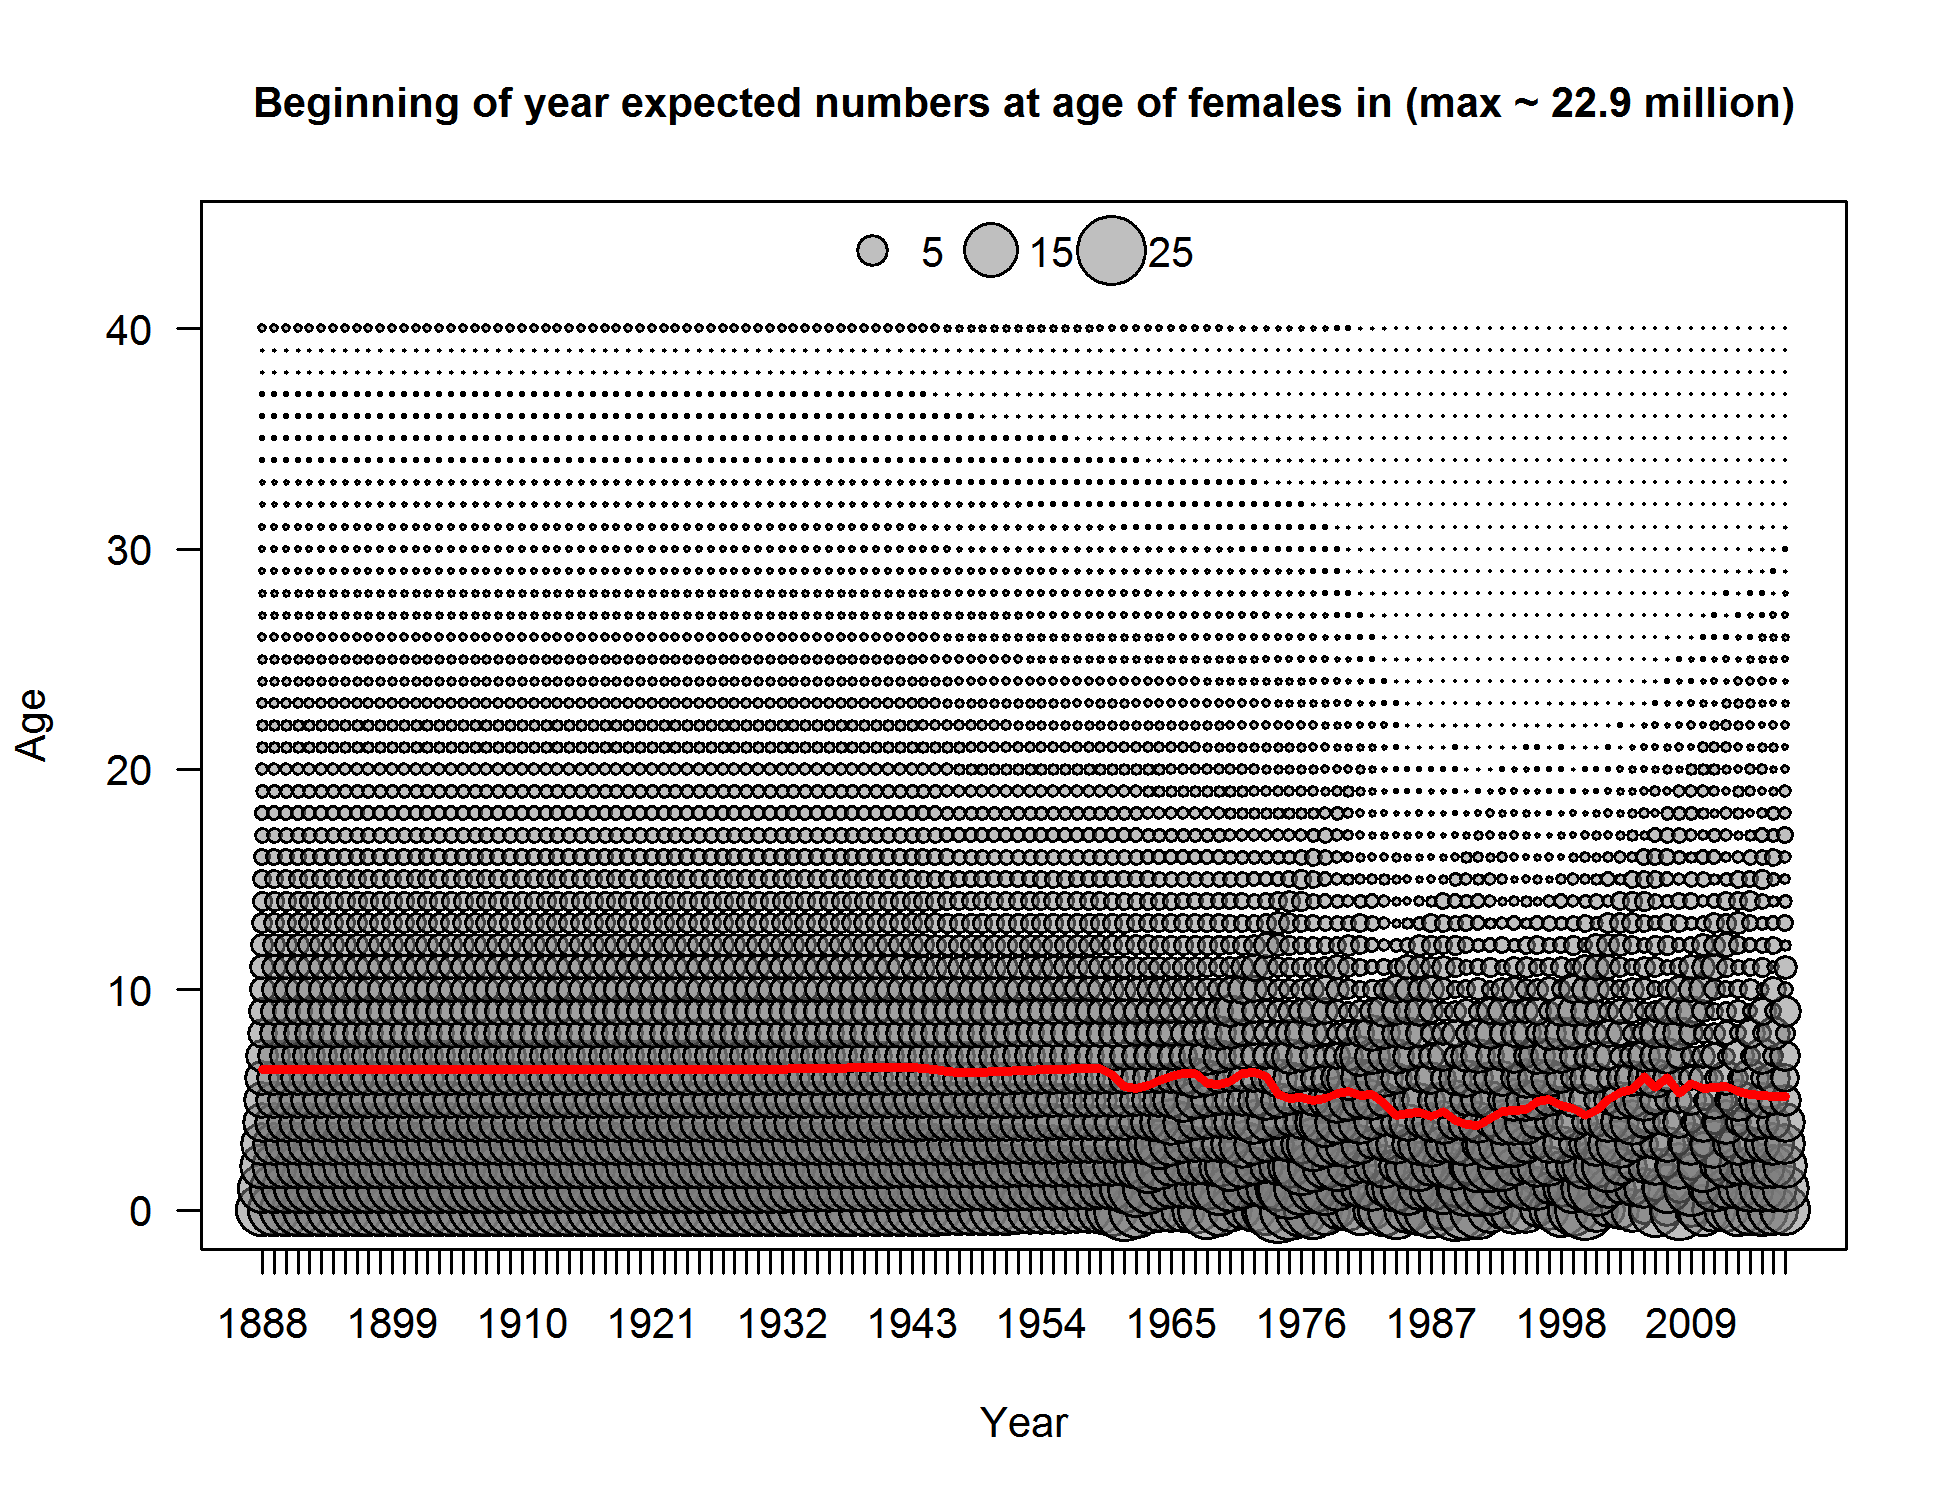 Beginning of year expected numbers at age of females in (max ~ 22.9 million)
5 15 25
40
30
20
10
0
Age
1888 1899 1910 1921 1932 1943 1954 1965 1976 1987 1998 2009
Year